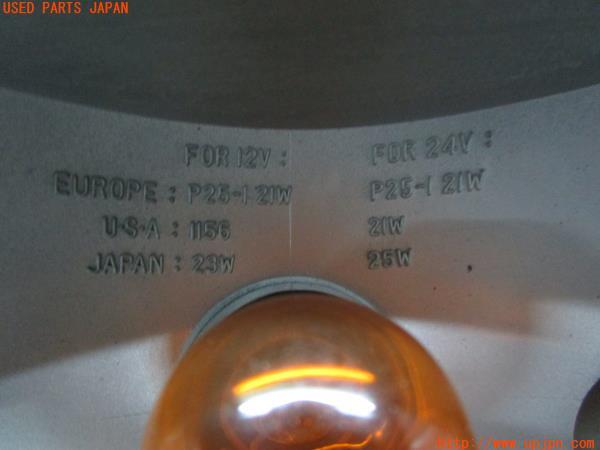 USED PARTS JAPAN
FOR 12V : FOR 24V :
EUROPE : P25-1 21W P25-1 21W
U·S·A : 1156 21W
JAPAN : 23W 25W
http://www.upjpn.com